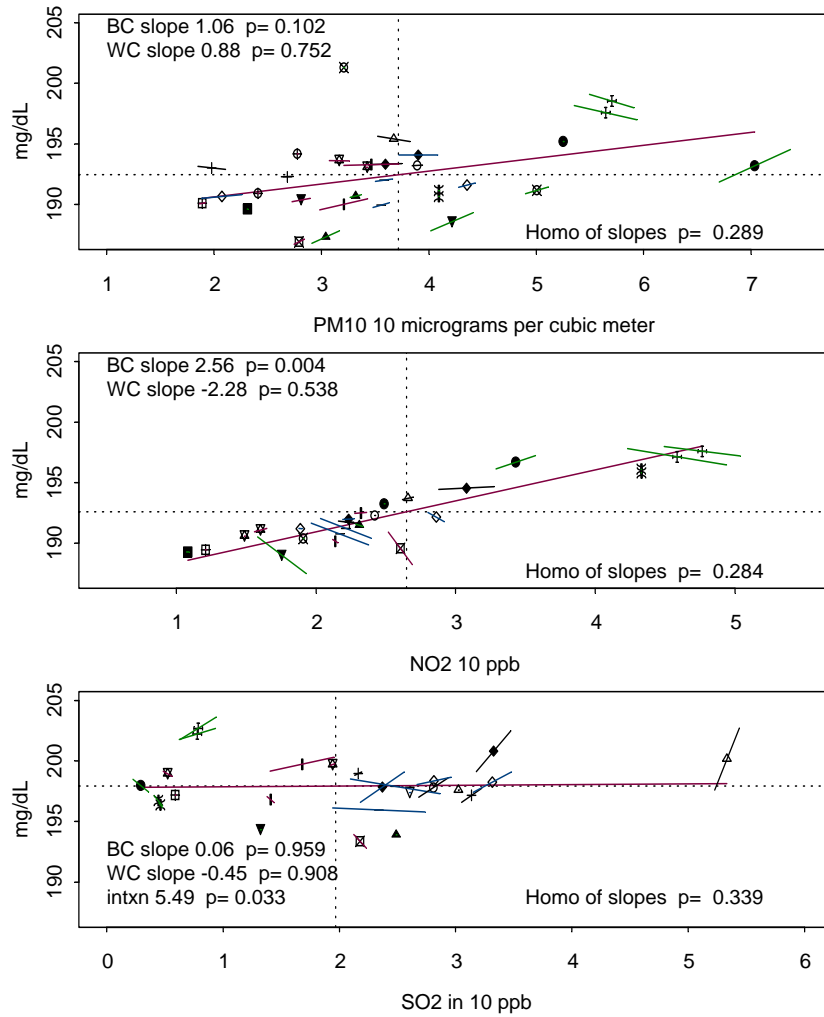 BC slope 1.06 p= 0.102
WC slope 0.88 p= 0.752
205
200
195
190
mg/dL
Homo of slopes p= 0.289
1 2 3 4 5 6 7
PM10 10 micrograms per cubic meter
BC slope 2.56 p= 0.004
WC slope -2.28 p= 0.538
205
200
195
190
mg/dL
Homo of slopes p= 0.284
1 2 3 4 5
NO2 10 ppb
205
200
195
190
mg/dL
BC slope 0.06 p= 0.959
WC slope -0.45 p= 0.908
intxn 5.49 p= 0.033
Homo of slopes p= 0.339
0 1 2 3 4 5 6
SO2 in 10 ppb